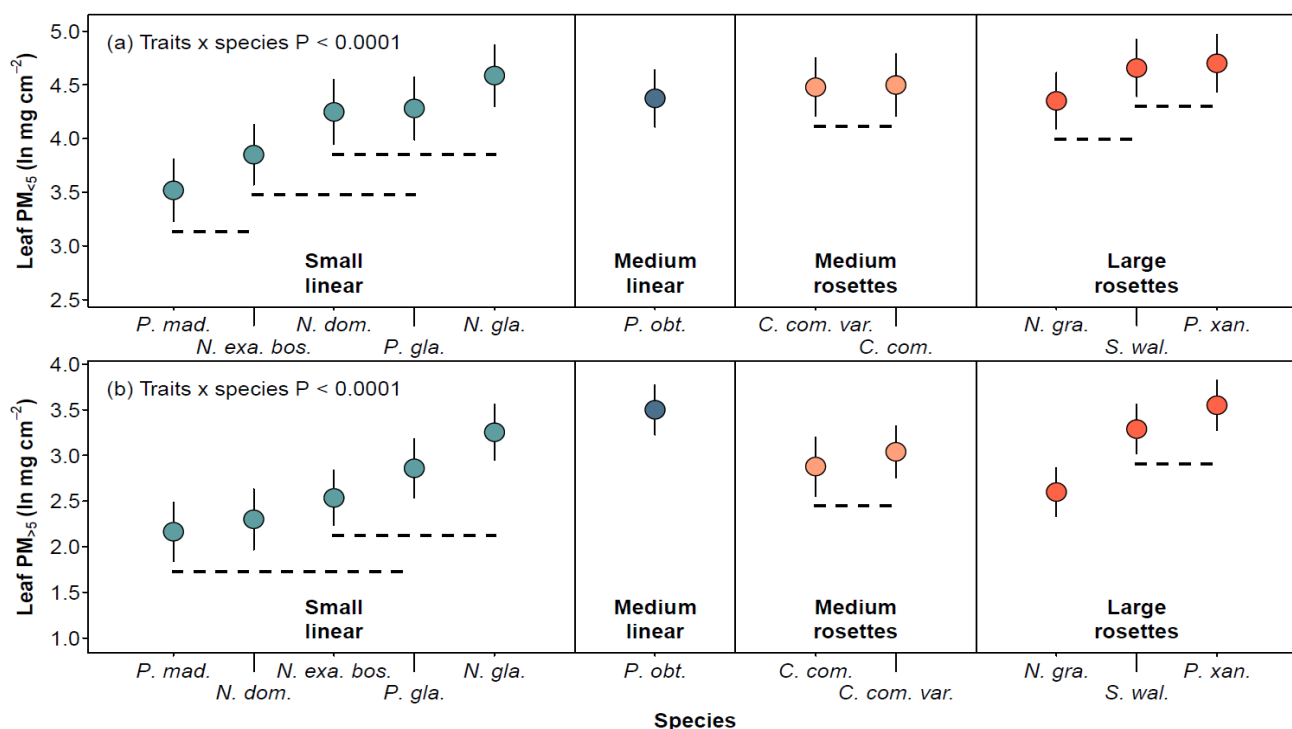 (a) Traits x species P < 0.0001
Leaf PM<5 (ln mg cm−2)
5.0
4.5
4.0
3.5
3.0
2.5
Small linear
Medium linear
Medium rosettes
Large rosettes
P. mad.
N. exa. bos.
N. dom.
P. gla.
N. gla.
P. obt.
C. com. var.
C. com.
N. gra.
S. wal.
P. xan.
(b) Traits x species P < 0.0001
Leaf PM>5 (ln mg cm−2)
4.0
3.5
3.0
2.5
2.0
1.5
1.0
Small linear
Medium linear
Medium rosettes
Large rosettes
P. mad.
N. dom.
N. exa. bos.
P. gla.
N. gla.
P. obt.
C. com.
C. com. var.
N. gra.
S. wal.
P. xan.
Species